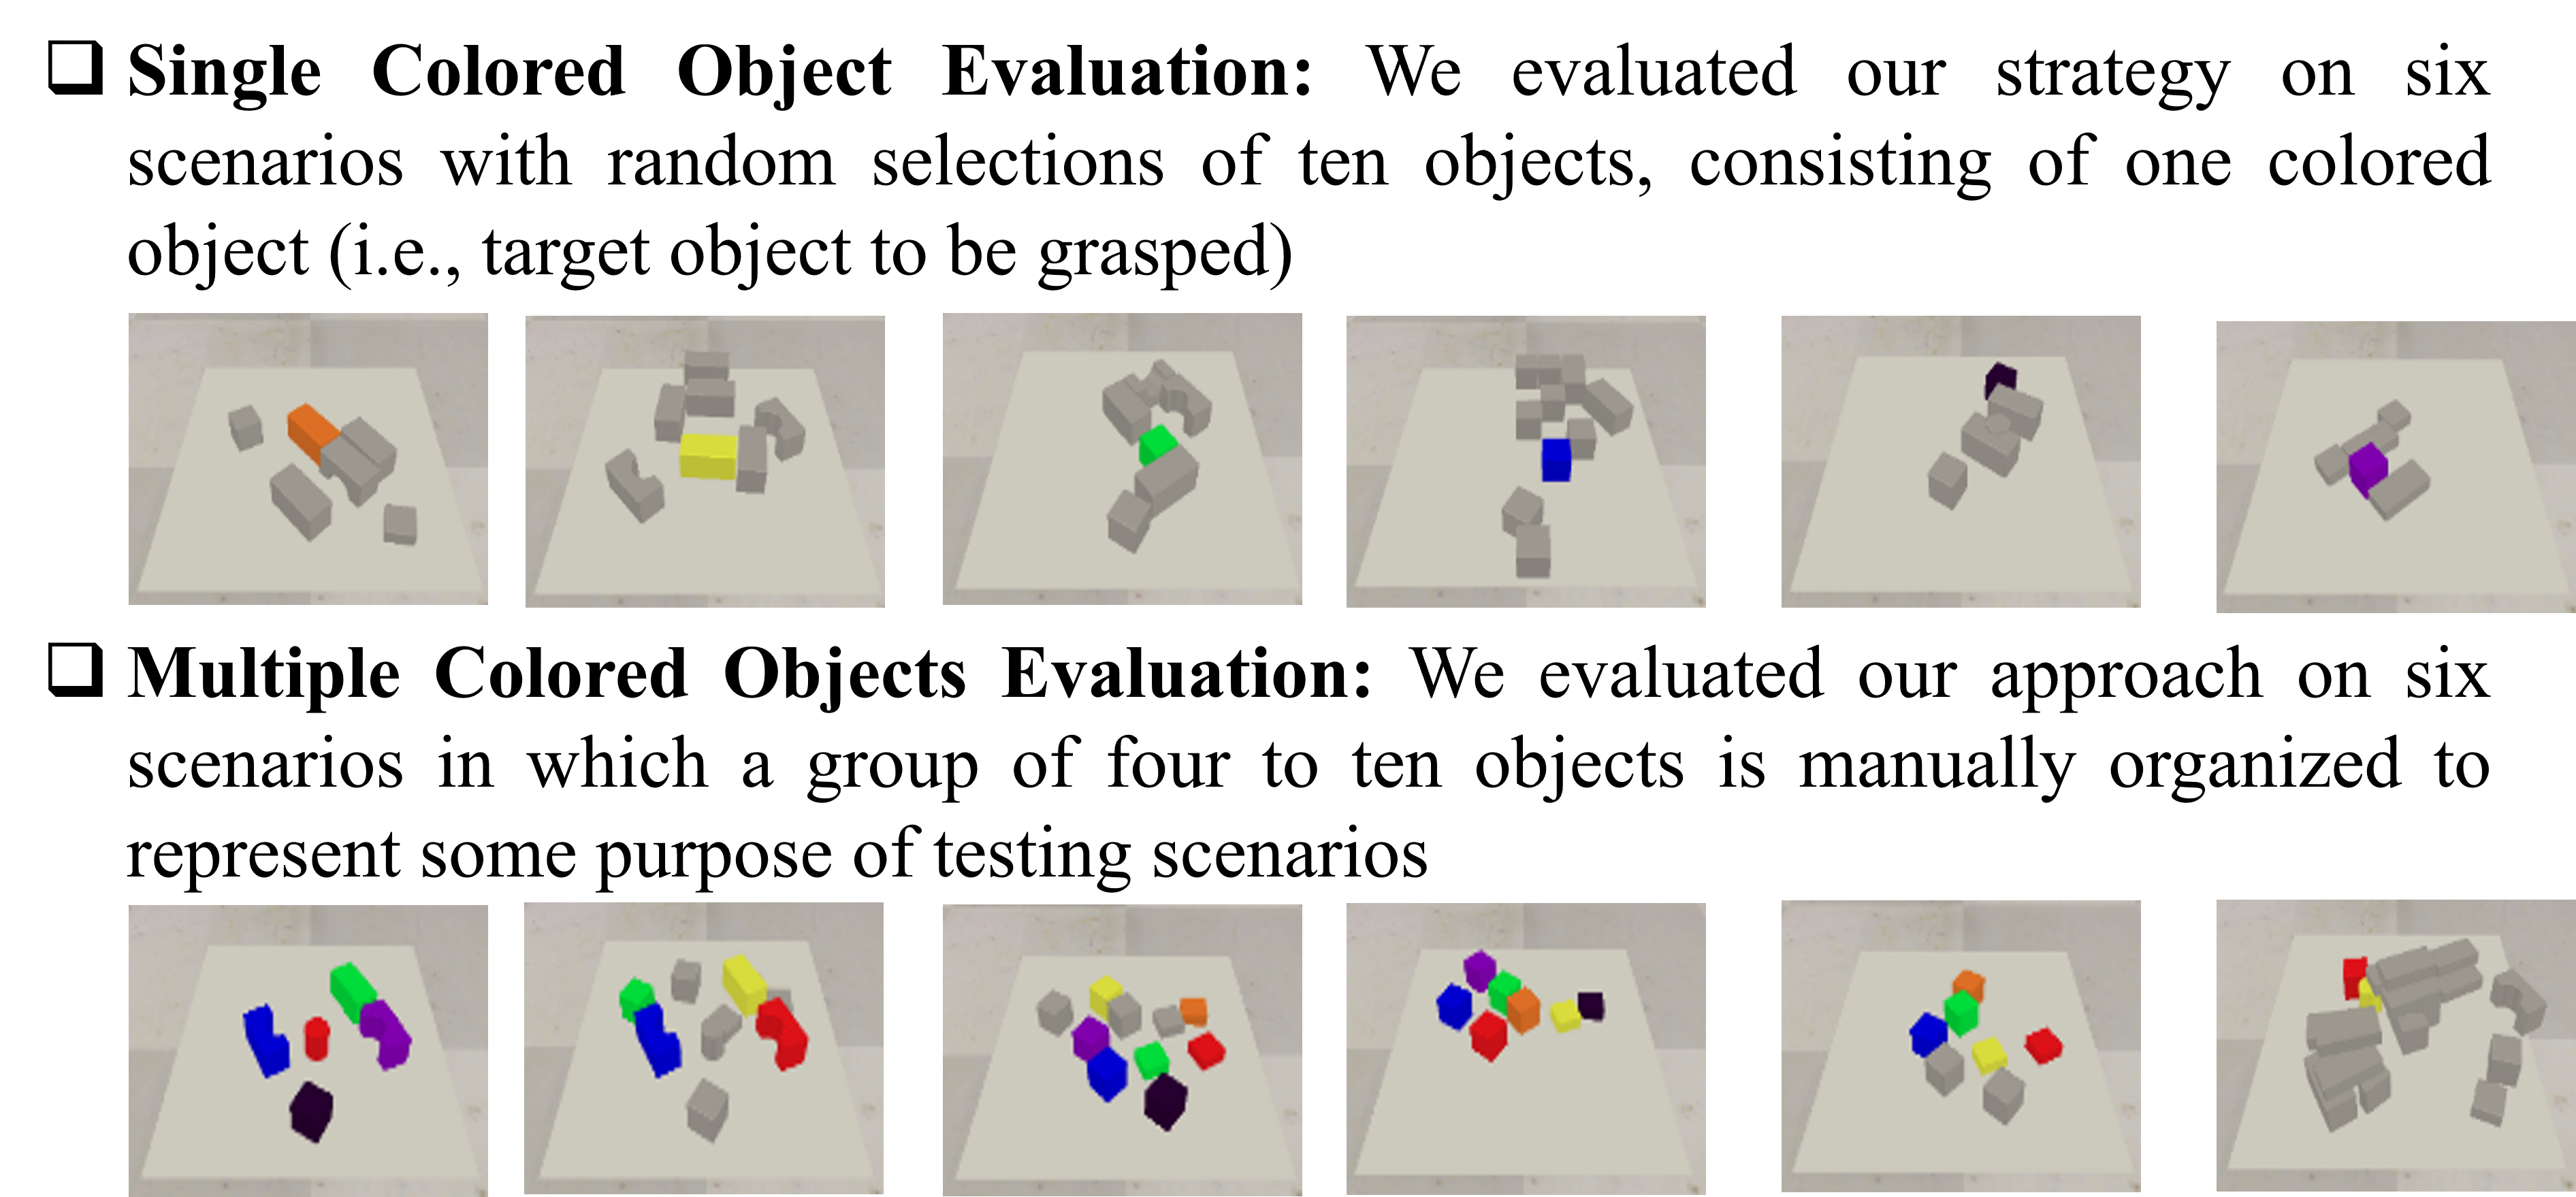 ❑ Single Colored Object Evaluation: We evaluated our strategy on six
scenarios with random selections of ten objects, consisting of one colored
object (i.e., target object to be grasped)
❑ Multiple Colored Objects Evaluation: We evaluated our approach on six
scenarios in which a group of four to ten objects is manually organized to
represent some purpose of testing scenarios